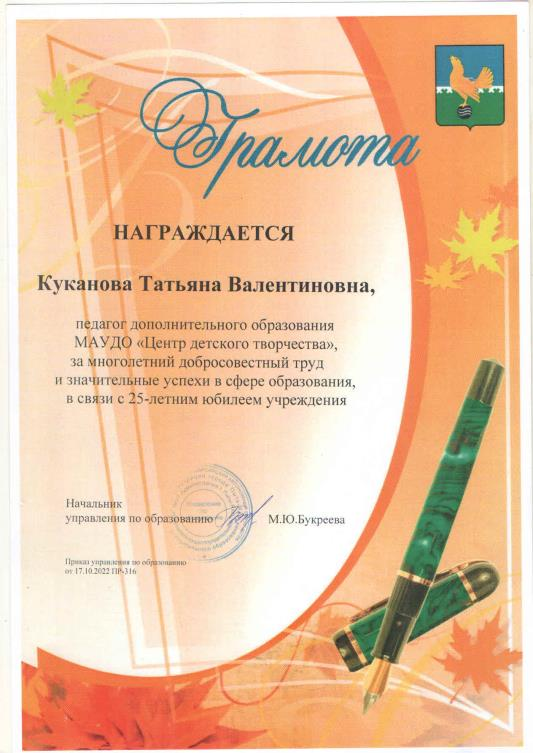 Грамота
НАГРАЖДАЕТСЯ
Куканова Татьяна Валентиновна,
педагог дополнительного образования
МАУДО «Центр детского творчества»,
за многолетний добросовестный труд
и значительные успехи в сфере образования,
в связи с 25-летним юбилеем учреждения
Начальник
управления по образованию
М.Ю.Букреева
Приказ управления по образованию
от 17.10.2022 ПР-316